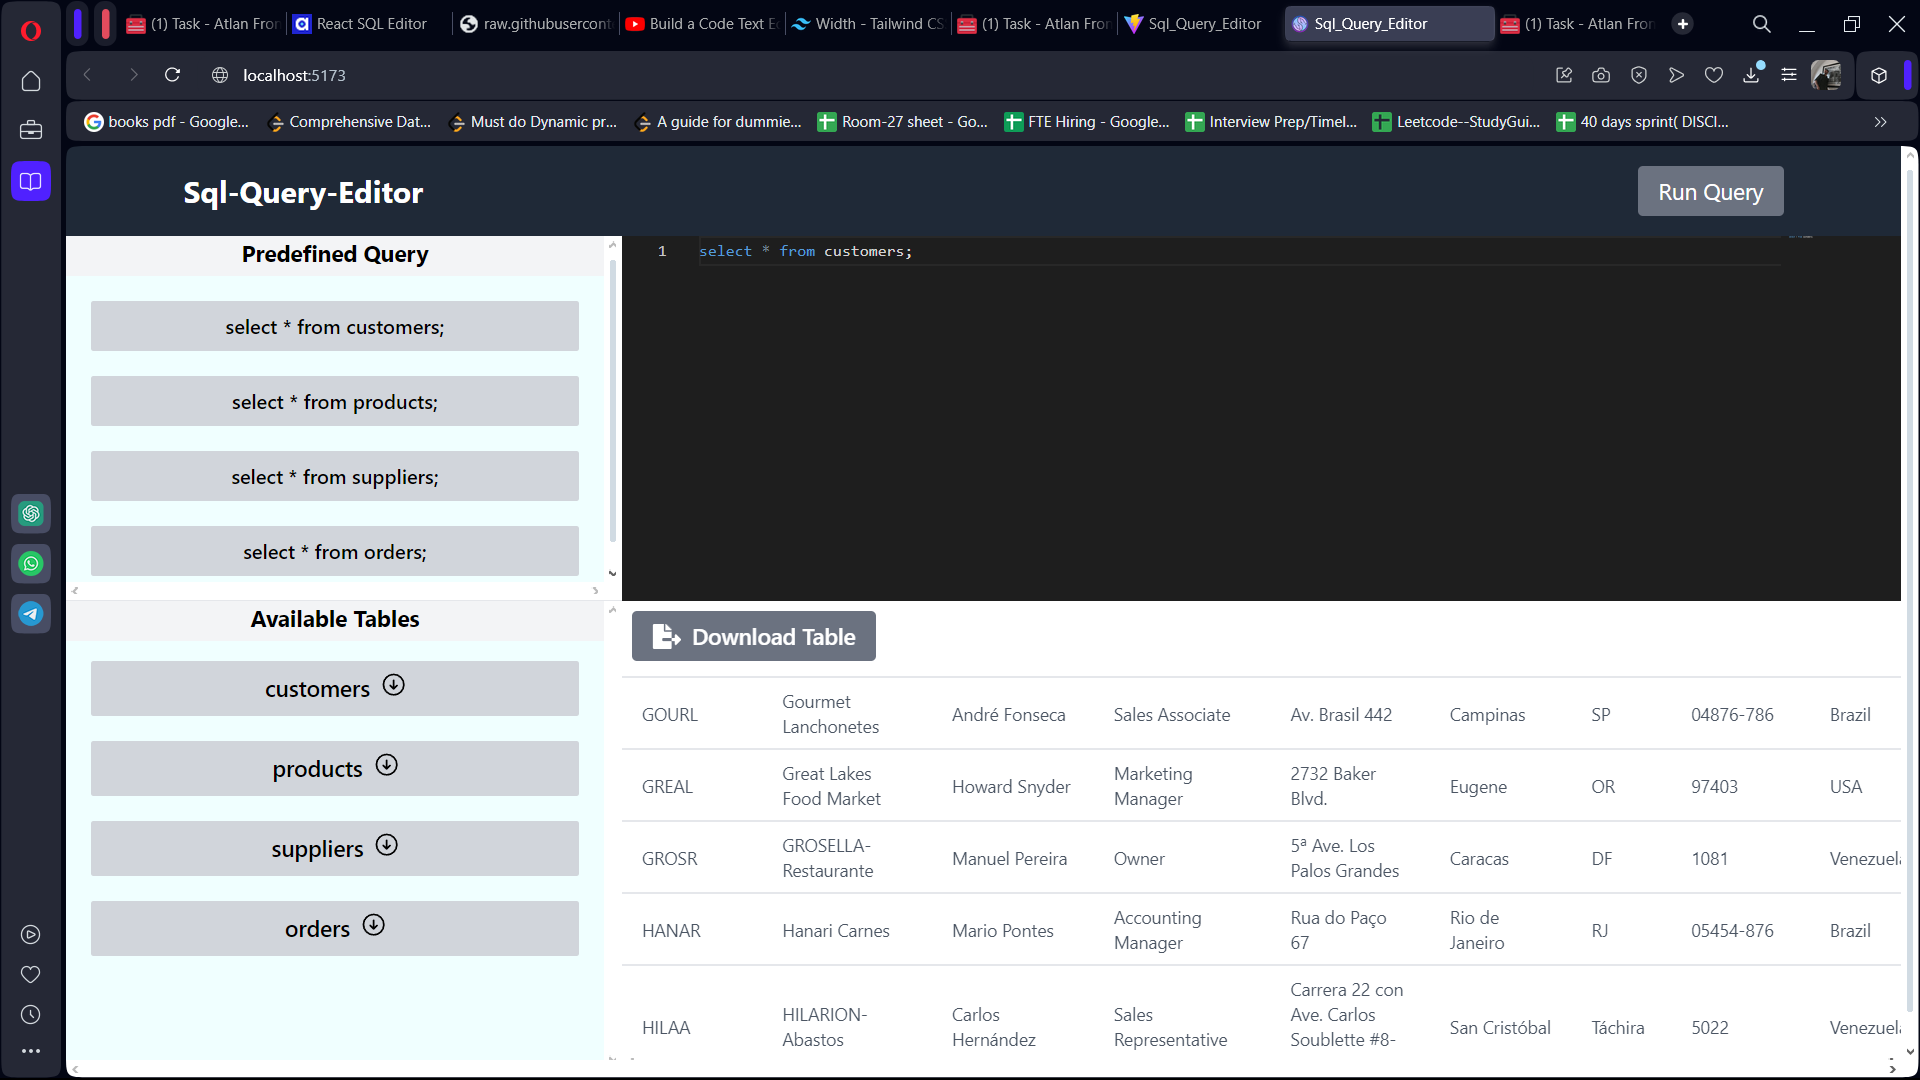 (1) Task - Atlan Fron
React SQL Editor
raw.githubusercont
Build a Code Text E
Width - Tailwind CS
(1) Task - Atlan Fron
Sql_Query_Editor
Sql_Query_Editor
(1) Task - Atlan Fron
localhost:5173
books pdf - Google...
Comprehensive Dat...
Must do Dynamic pr...
A guide for dummie...
Room-27 sheet - Go...
FTE Hiring - Google...
Interview Prep/Timel...
Leetcode--StudyGui...
40 days sprint( DISCI...
Sql-Query-Editor
Run Query
Predefined Query
select * from customers;
select * from products;
select * from suppliers;
select * from orders;
1 select * from customers;
Available Tables
customers
products
suppliers
orders
Download Table
GOURL Gourmet Lanchonetes André Fonseca Sales Associate Av. Brasil 442 Campinas SP 04876-786 Brazil
GREAL Great Lakes Food Market Howard Snyder Marketing Manager 2732 Baker Blvd. Eugene OR 97403 USA
GROSR GROSELLA-Restaurante Manuel Pereira Owner 5ª Ave. Los Palos Grandes Caracas DF 1081 Venezuela
HANAR Hanari Carnes Mario Pontes Accounting Manager Rua do Paço 67 Rio de Janeiro RJ 05454-876 Brazil
HILAA HILARION-Abastos Carlos Hernández Sales Representative Carrera 22 con Ave. Carlos Soublette #8- San Cristóbal Táchira 5022 Venezuela